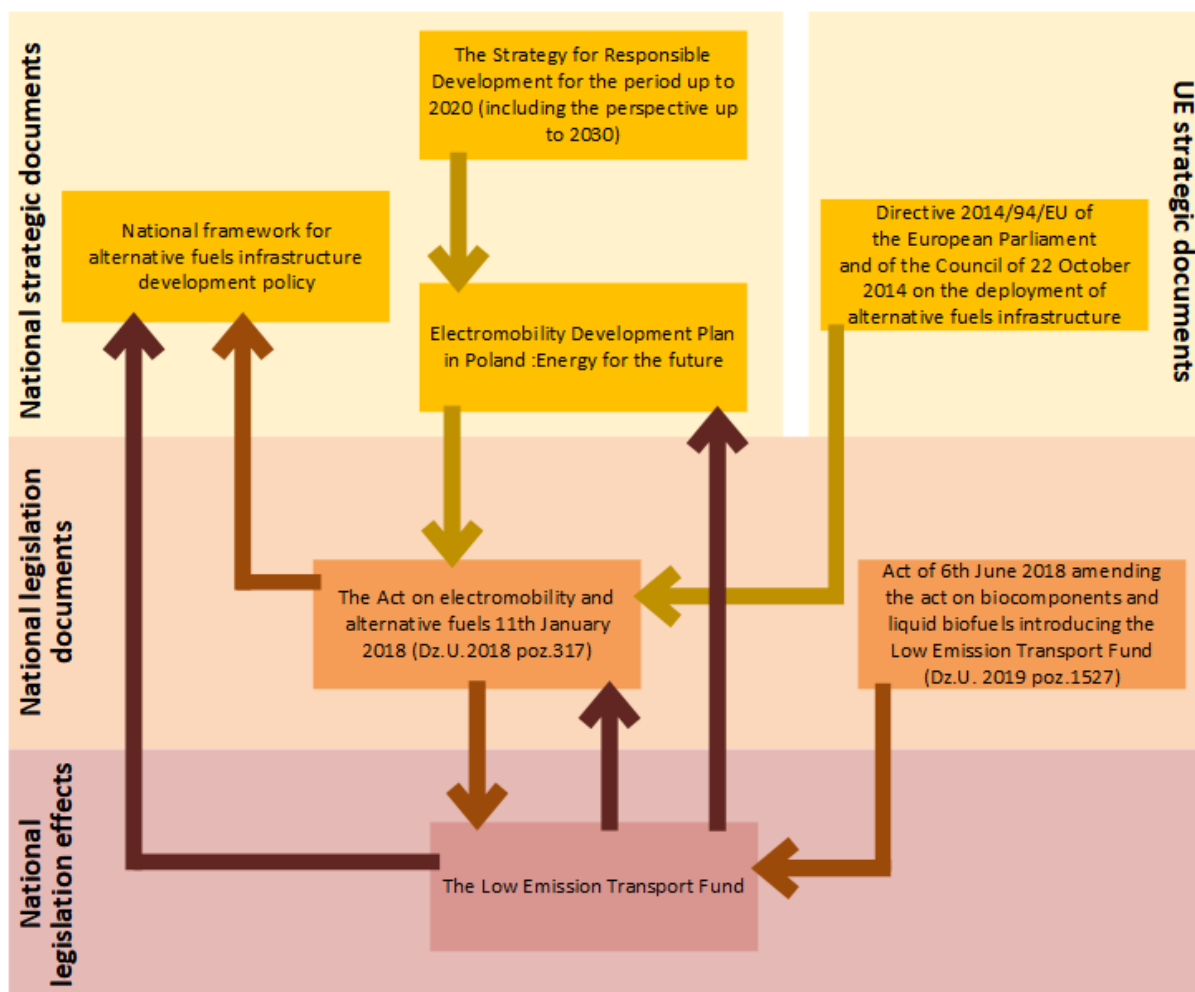 National strategic documents
The Strategy for Responsible
Development for the period up to
2020 (including the perspective up
to 2030)
UE strategic documents
National framework for
alternative fuels infrastructure
development policy
Directive 2014/94/EU of
the European Parliament
and of the Council of 22 October
2014 on the deployment of
alternative fuels infrastructure
Electromobility Development Plan
in Poland :Energy for the future
National legislation
documents
The Act on electromobility and
alternative fuels 11th January
2018 (Dz.U.2018 poz.317)
Act of 6th June 2018 amending
the act on biocomponents and
liquid biofuels introducing the
Low Emission Transport Fund
(Dz.U. 2019 poz.1527)
National
legislation effects
The Low Emission Transport Fund